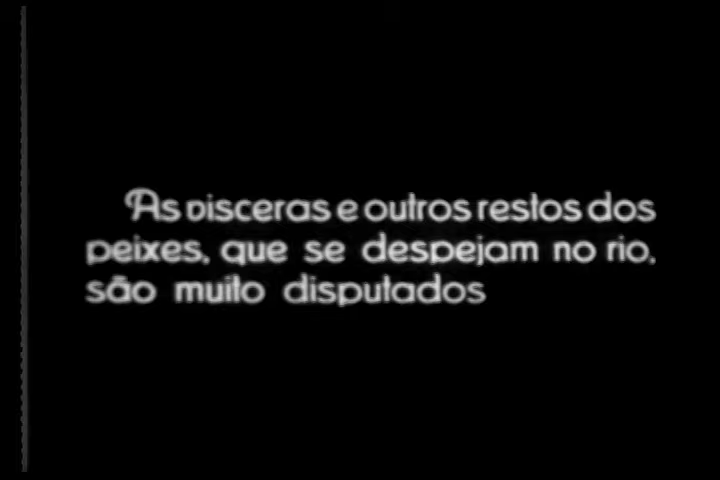 As visceras e outros restos dos
peixes, que se despejam no rio,
são muito disputados